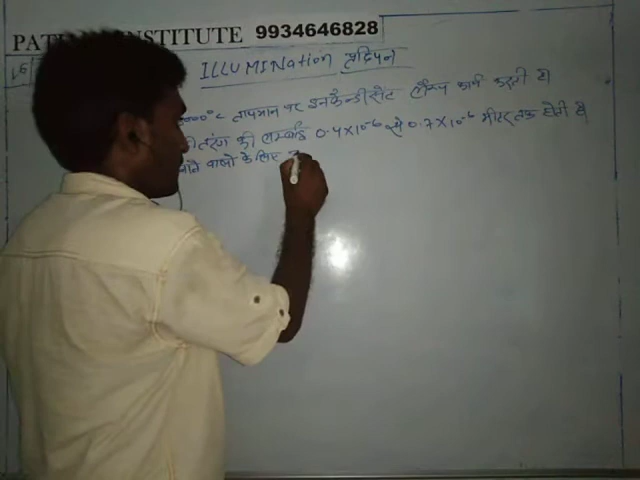 PAT INSTITUTE 9934646828
ILLUMINation प्रदिपन
000°C तापमान पर इनकैन्डीसेंट लैम्प कार्य करती है
तरंग की लम्बाई 0.4×10⁻⁶ से 0.7×10⁻⁶ मीटर तक होती है
वाले के लिए